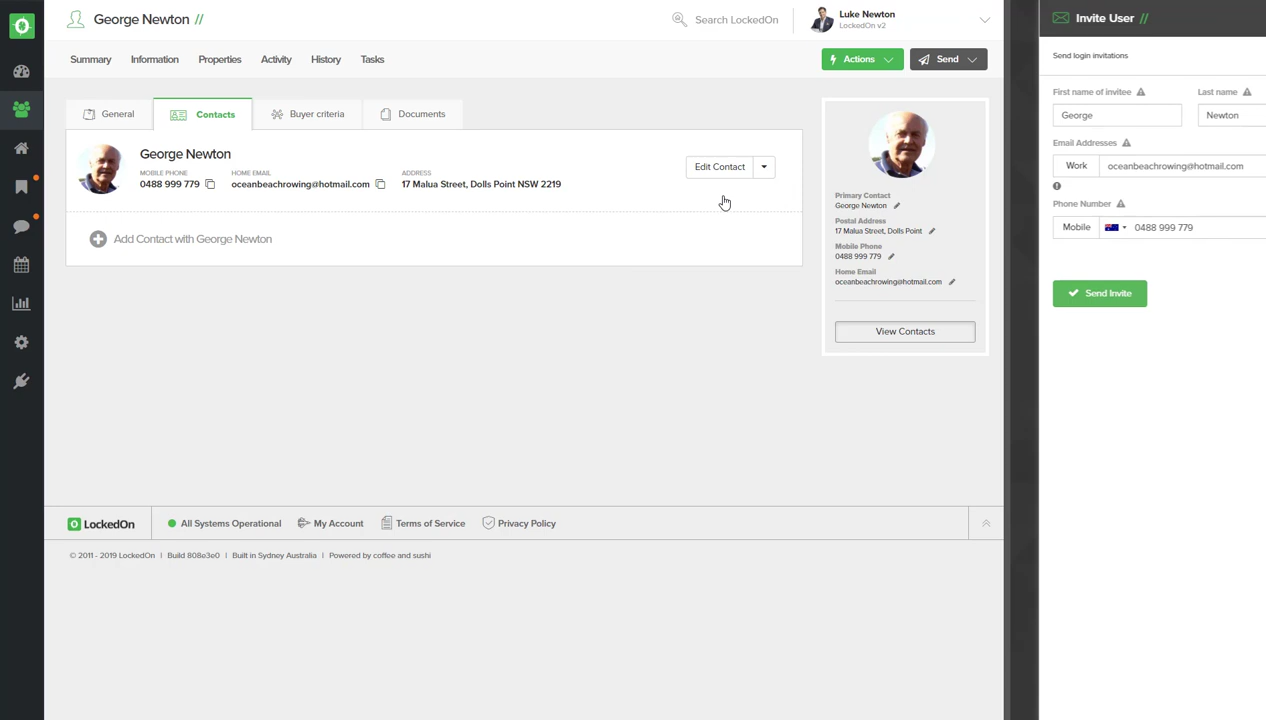 George Newton //
Search LockedOn
Luke Newton
LockedOn v2
Summary
Information
Properties
Activity
History
Tasks
Actions
Send
General
Contacts
Buyer criteria
Documents
George Newton
MOBILE PHONE
0488 999 779
HOME EMAIL
oceanbeachrowing@hotmail.com
ADDRESS
17 Malua Street, Dolls Point NSW 2219
Edit Contact
Add Contact with George Newton
Primary Contact
George Newton
Postal Address
17 Malua Street, Dolls Point
Mobile Phone
0488 999 779
Home Email
oceanbeachrowing@hotmail.com
View Contacts
LockedOn
All Systems Operational
My Account
Terms of Service
Privacy Policy
© 2011 - 2019 LockedOn | Build 808e3e0 | Built in Sydney Australia | Powered by coffee and sushi
Invite User //
Send login invitations
First name of invitee
Last name
George
Newton
Email Addresses
Work
oceanbeachrowing@hotmail.com
Phone Number
Mobile
0488 999 779
Send Invite